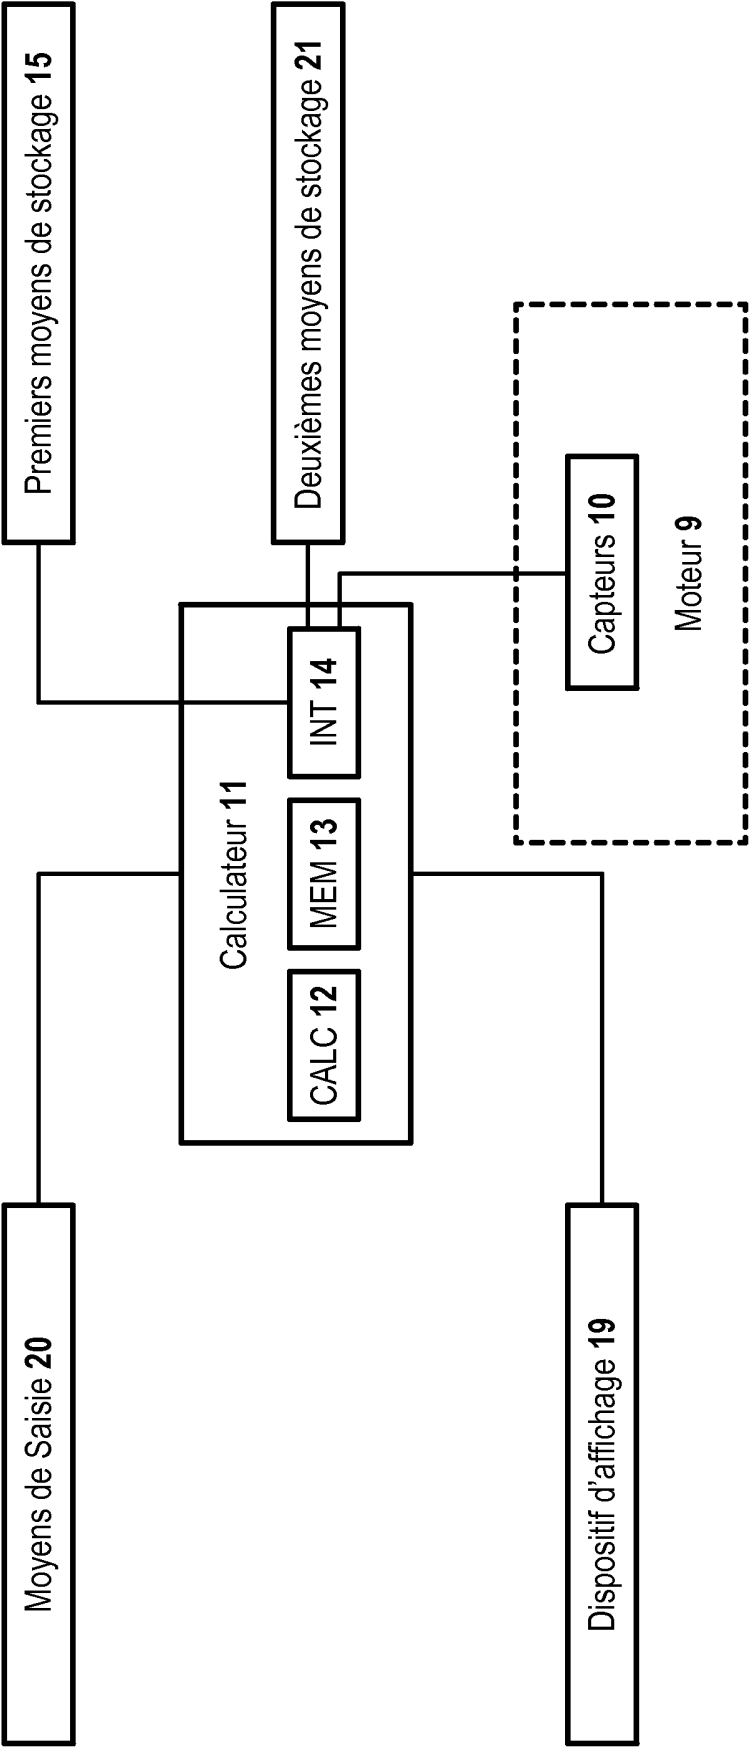 Moyens de Saisie 20
Premiers moyens de stockage 15
Calculateur 11
CALC 12
MEM 13
INT 14
Deuxièmes moyens de stockage 21
Dispositif d'affichage 19
Capteurs 10
Moteur 9